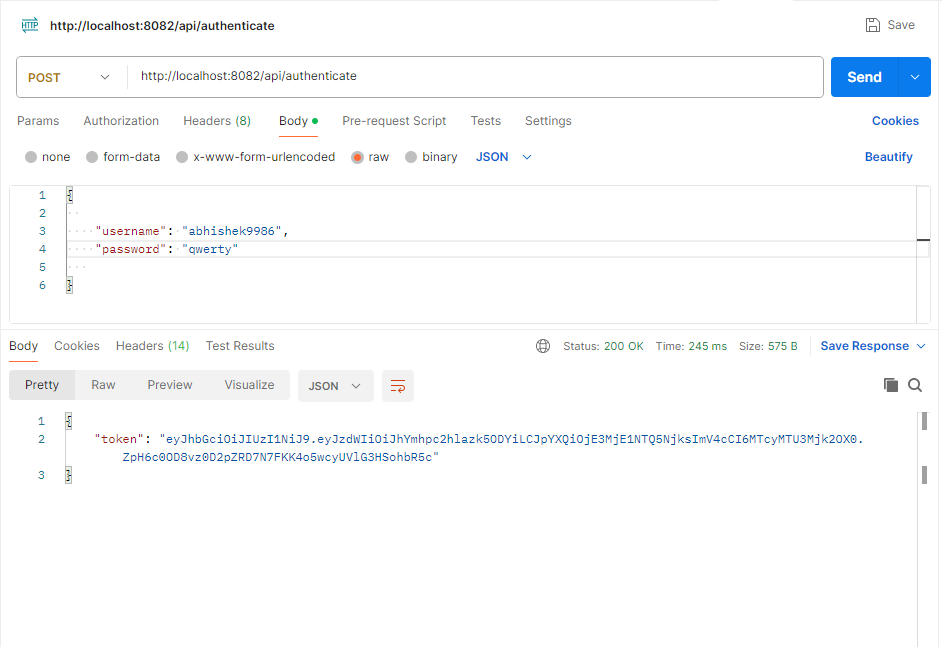 HTTP http://localhost:8082/api/authenticate Save
POST http://localhost:8082/api/authenticate Send
Params Authorization Headers (8) Body Pre-request Script Tests Settings Cookies
none form-data x-www-form-urlencoded raw binary JSON Beautify
1 {
2
3 "username": "abhishek9986",
4 "password": "qwerty"
5
6 }
Body Cookies Headers (14) Test Results Status: 200 OK Time: 245 ms Size: 575 B Save Response
Pretty Raw Preview Visualize JSON
1 {
2 "token": "eyJhbGciOiJIUzI1NiJ9.eyJzdWIiOiJhYmhpc2hlazk5ODYiLCJpYXQiOjE3MjE1NTQ5NjksImV4cCI6MTcyMTU3Mjk2OX0.
ZpH6c0OD8vz0D2pZRD7N7FKK4o5wcyUVlG3HSohbR5c"
3 }